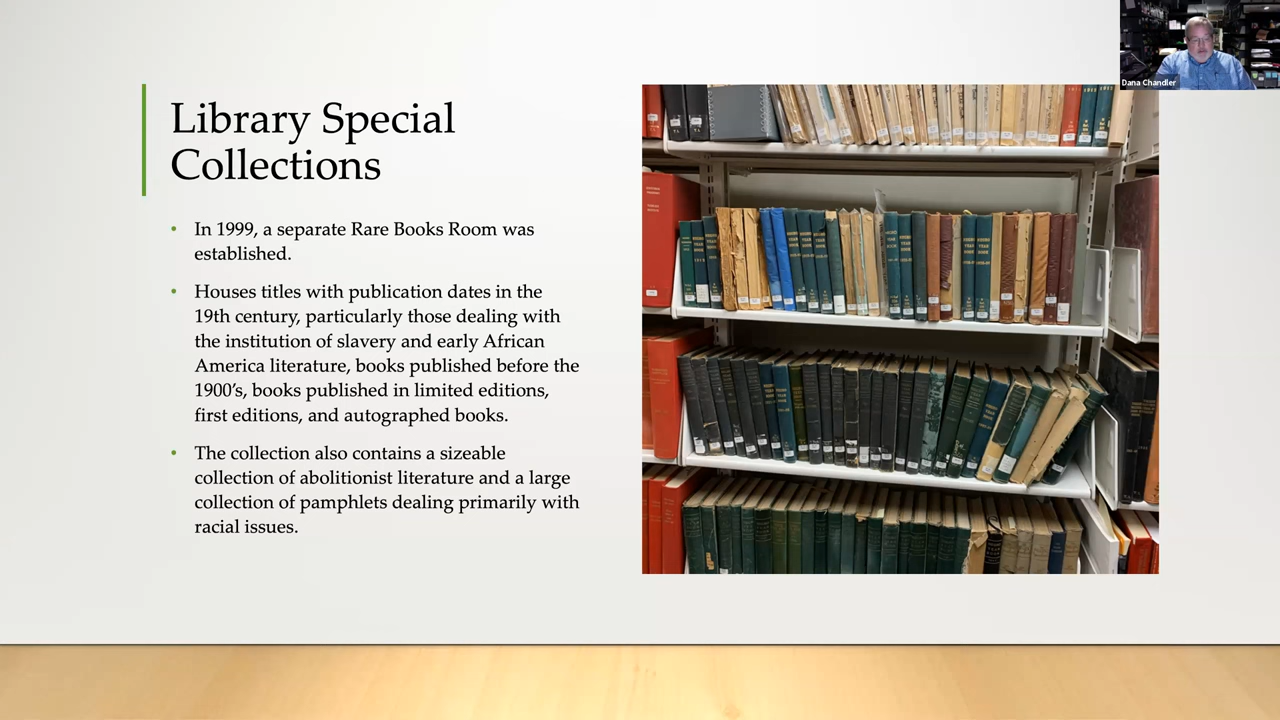 Dana Chandler
Library Special
Collections
• In 1999, a separate Rare Books Room was
established.
• Houses titles with publication dates in the
19th century, particularly those dealing with
the institution of slavery and early African
America literature, books published before the
1900’s, books published in limited editions,
first editions, and autographed books.
• The collection also contains a sizeable
collection of abolitionist literature and a large
collection of pamphlets dealing primarily with
racial issues.